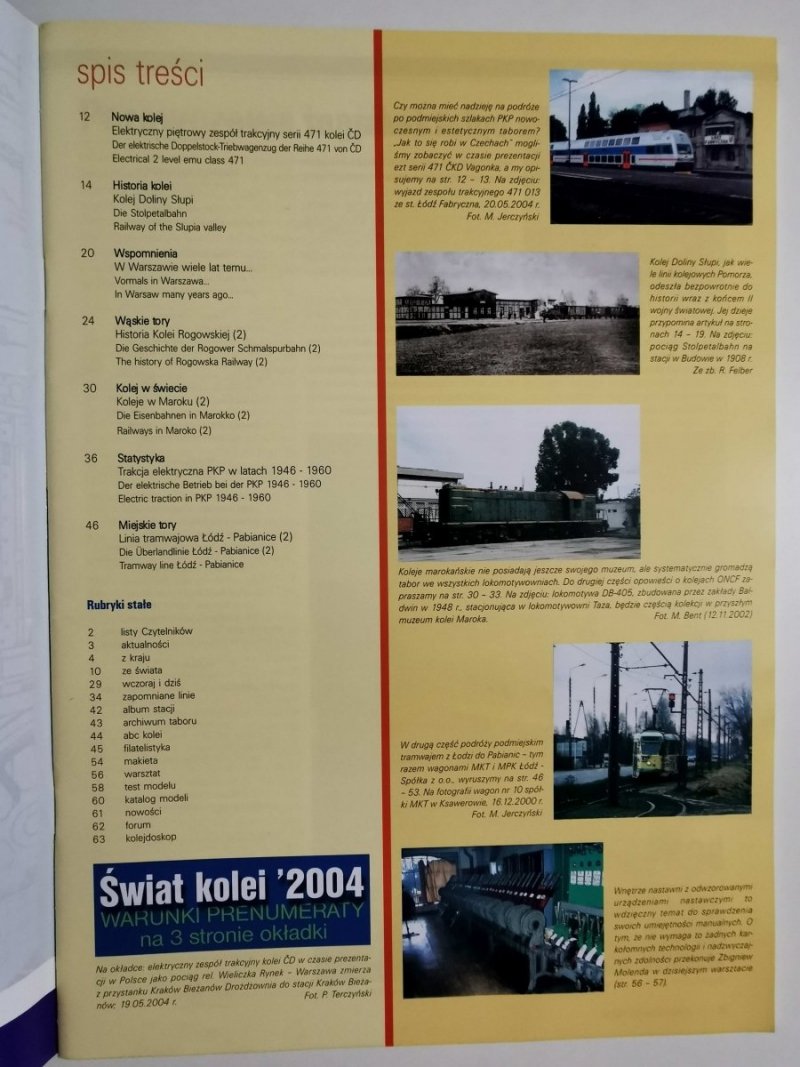 spis treści
12 Nowa kolej
Elektryczny piętrowy zespół trakcyjny serii 471 kolei ČD
Der elektrische Doppelstock-Triebwagenzug der Reihe 471 von ČD
Electrical 2 level emu class 471
14 Historia kolei
Kolej Doliny Słupi
Die Stolpetalbahn
Railway of the Slupia valley
20 Wspomnienia
W Warszawie wiele lat temu...
Vormals in Warszawa...
In Warsaw many years ago...
24 Wąskie tory
Historia Kolei Rogowskiej (2)
Die Geschichte der Rogower Schmalspurbahn (2)
The history of Rogowska Railway (2)
30 Kolej w świecie
Koleje w Maroku (2)
Die Eisenbahnen in Marokko (2)
Railways in Maroko (2)
36 Statystyka
Trakcja elektryczna PKP w latach 1946 - 1960
Der elektrische Betrieb bei der PKP 1946 - 1960
Electric traction in PKP 1946 - 1960
46 Miejskie tory
Linia tramwajowa Łódź - Pabianice (2)
Die Überlandlinie Łódź - Pabianice (2)
Tramway line Łódź - Pabianice
Rubryki stałe
2 listy Czytelników
3 aktualności
4 z kraju
10 ze świata
29 wczoraj i dziś
34 zapomniane linie
42 album stacji
43 archiwum taboru
44 abc kolei
45 filatelistyka
54 makieta
56 warsztat
58 test modelu
60 katalog modeli
61 nowości
62 forum
63 kolejdoskop
Świat kolei '2004
WARUNKI PRENUMERATY
na 3 stronie okładki
Na okładce: elektryczny zespół trakcyjny kolei ČD w czasie prezenta-
cji w Polsce jako pociąg rel. Wieliczka Rynek - Warszawa zmierza
z przystanku Kraków Bieżanów Drożdżownia do stacji Kraków Bieża-
nów; 19.05.2004 r. Fot. P. Terczyński
Czy można mieć nadzieję na podróże
po podmiejskich szlakach PKP nowo-
czesnym i estetycznym taborem?
„Jak to się robi w Czechach" mogli-
śmy zobaczyć w czasie prezentacji
ezt serii 471 ČKD Vagonka, a my opi-
sujemy na str. 12 - 13. Na zdjęciu:
wyjazd zespołu trakcyjnego 471 013
ze st. Łódź Fabryczna, 20.05.2004 r.
Fot. M. Jerczyński
Kolej Doliny Słupi, jak wie-
le linii kolejowych Pomorza,
odeszła bezpowrotnie do
historii wraz z końcem II
wojny światowej. Jej dzieje
przypomina artykuł na stro-
nach 14 - 19. Na zdjęciu:
pociąg Stolpetalbahn na
stacji w Budowie w 1908 r.
Ze zb. R. Felber
Koleje marokańskie nie posiadają jeszcze swojego muzeum, ale systematycznie gromadzą
tabor we wszystkich lokomotywowniach. Do drugiej części opowieści o kolejach ONCF za-
praszamy na str. 30 - 33. Na zdjęciu: lokomotywa DB-405, zbudowana przez zakłady Bal-
dwin w 1948 r., stacjonująca w lokomotywowni Taza, będzie częścią kolekcji w przyszłym
muzeum kolei Maroka. Fot. M. Bent (12.11.2002)
W drugą część podróży podmiejskim
tramwajem z Łodzi do Pabianic - tym
razem wagonami MKT i MPK Łódź -
Spółka z o.o., wyruszymy na str. 46
- 53. Na fotografii wagon nr 10 spół-
ki MKT w Ksawerowie, 16.12.2000 r.
Fot. M. Jerczyński
Wnętrze nastawni z odwzorowanymi
urządzeniami nastawczymi to
wdzięczny temat do sprawdzenia
swoich umiejętności manualnych. O
tym, że nie wymaga to żadnych kar-
kołomnych technologii i nadzwyczaj-
nych zdolności przekonuje Zbigniew
Molenda w dzisiejszym warsztacie
(str. 56 - 57).